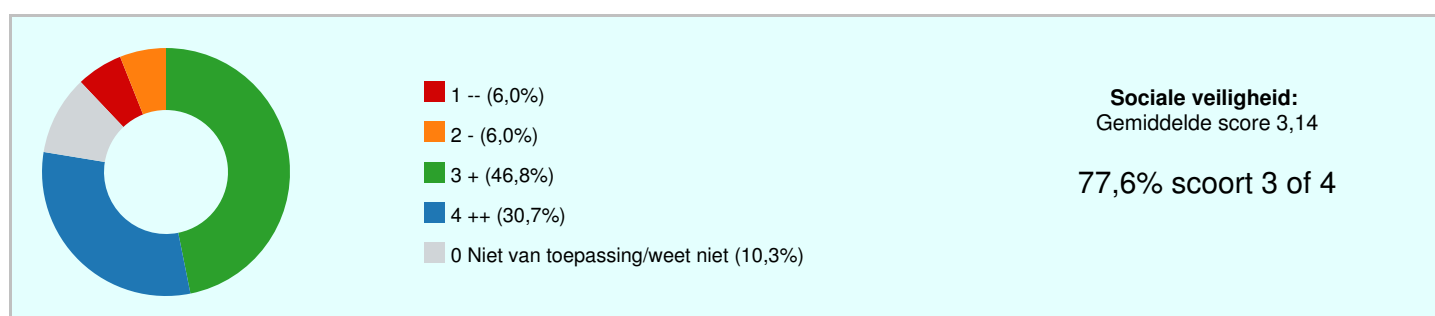 1 -- (6,0%)
2 - (6,0%)
3 + (46,8%)
4 ++ (30,7%)
0 Niet van toepassing/weet niet (10,3%)
Sociale veiligheid:
Gemiddelde score 3,14
77,6% scoort 3 of 4